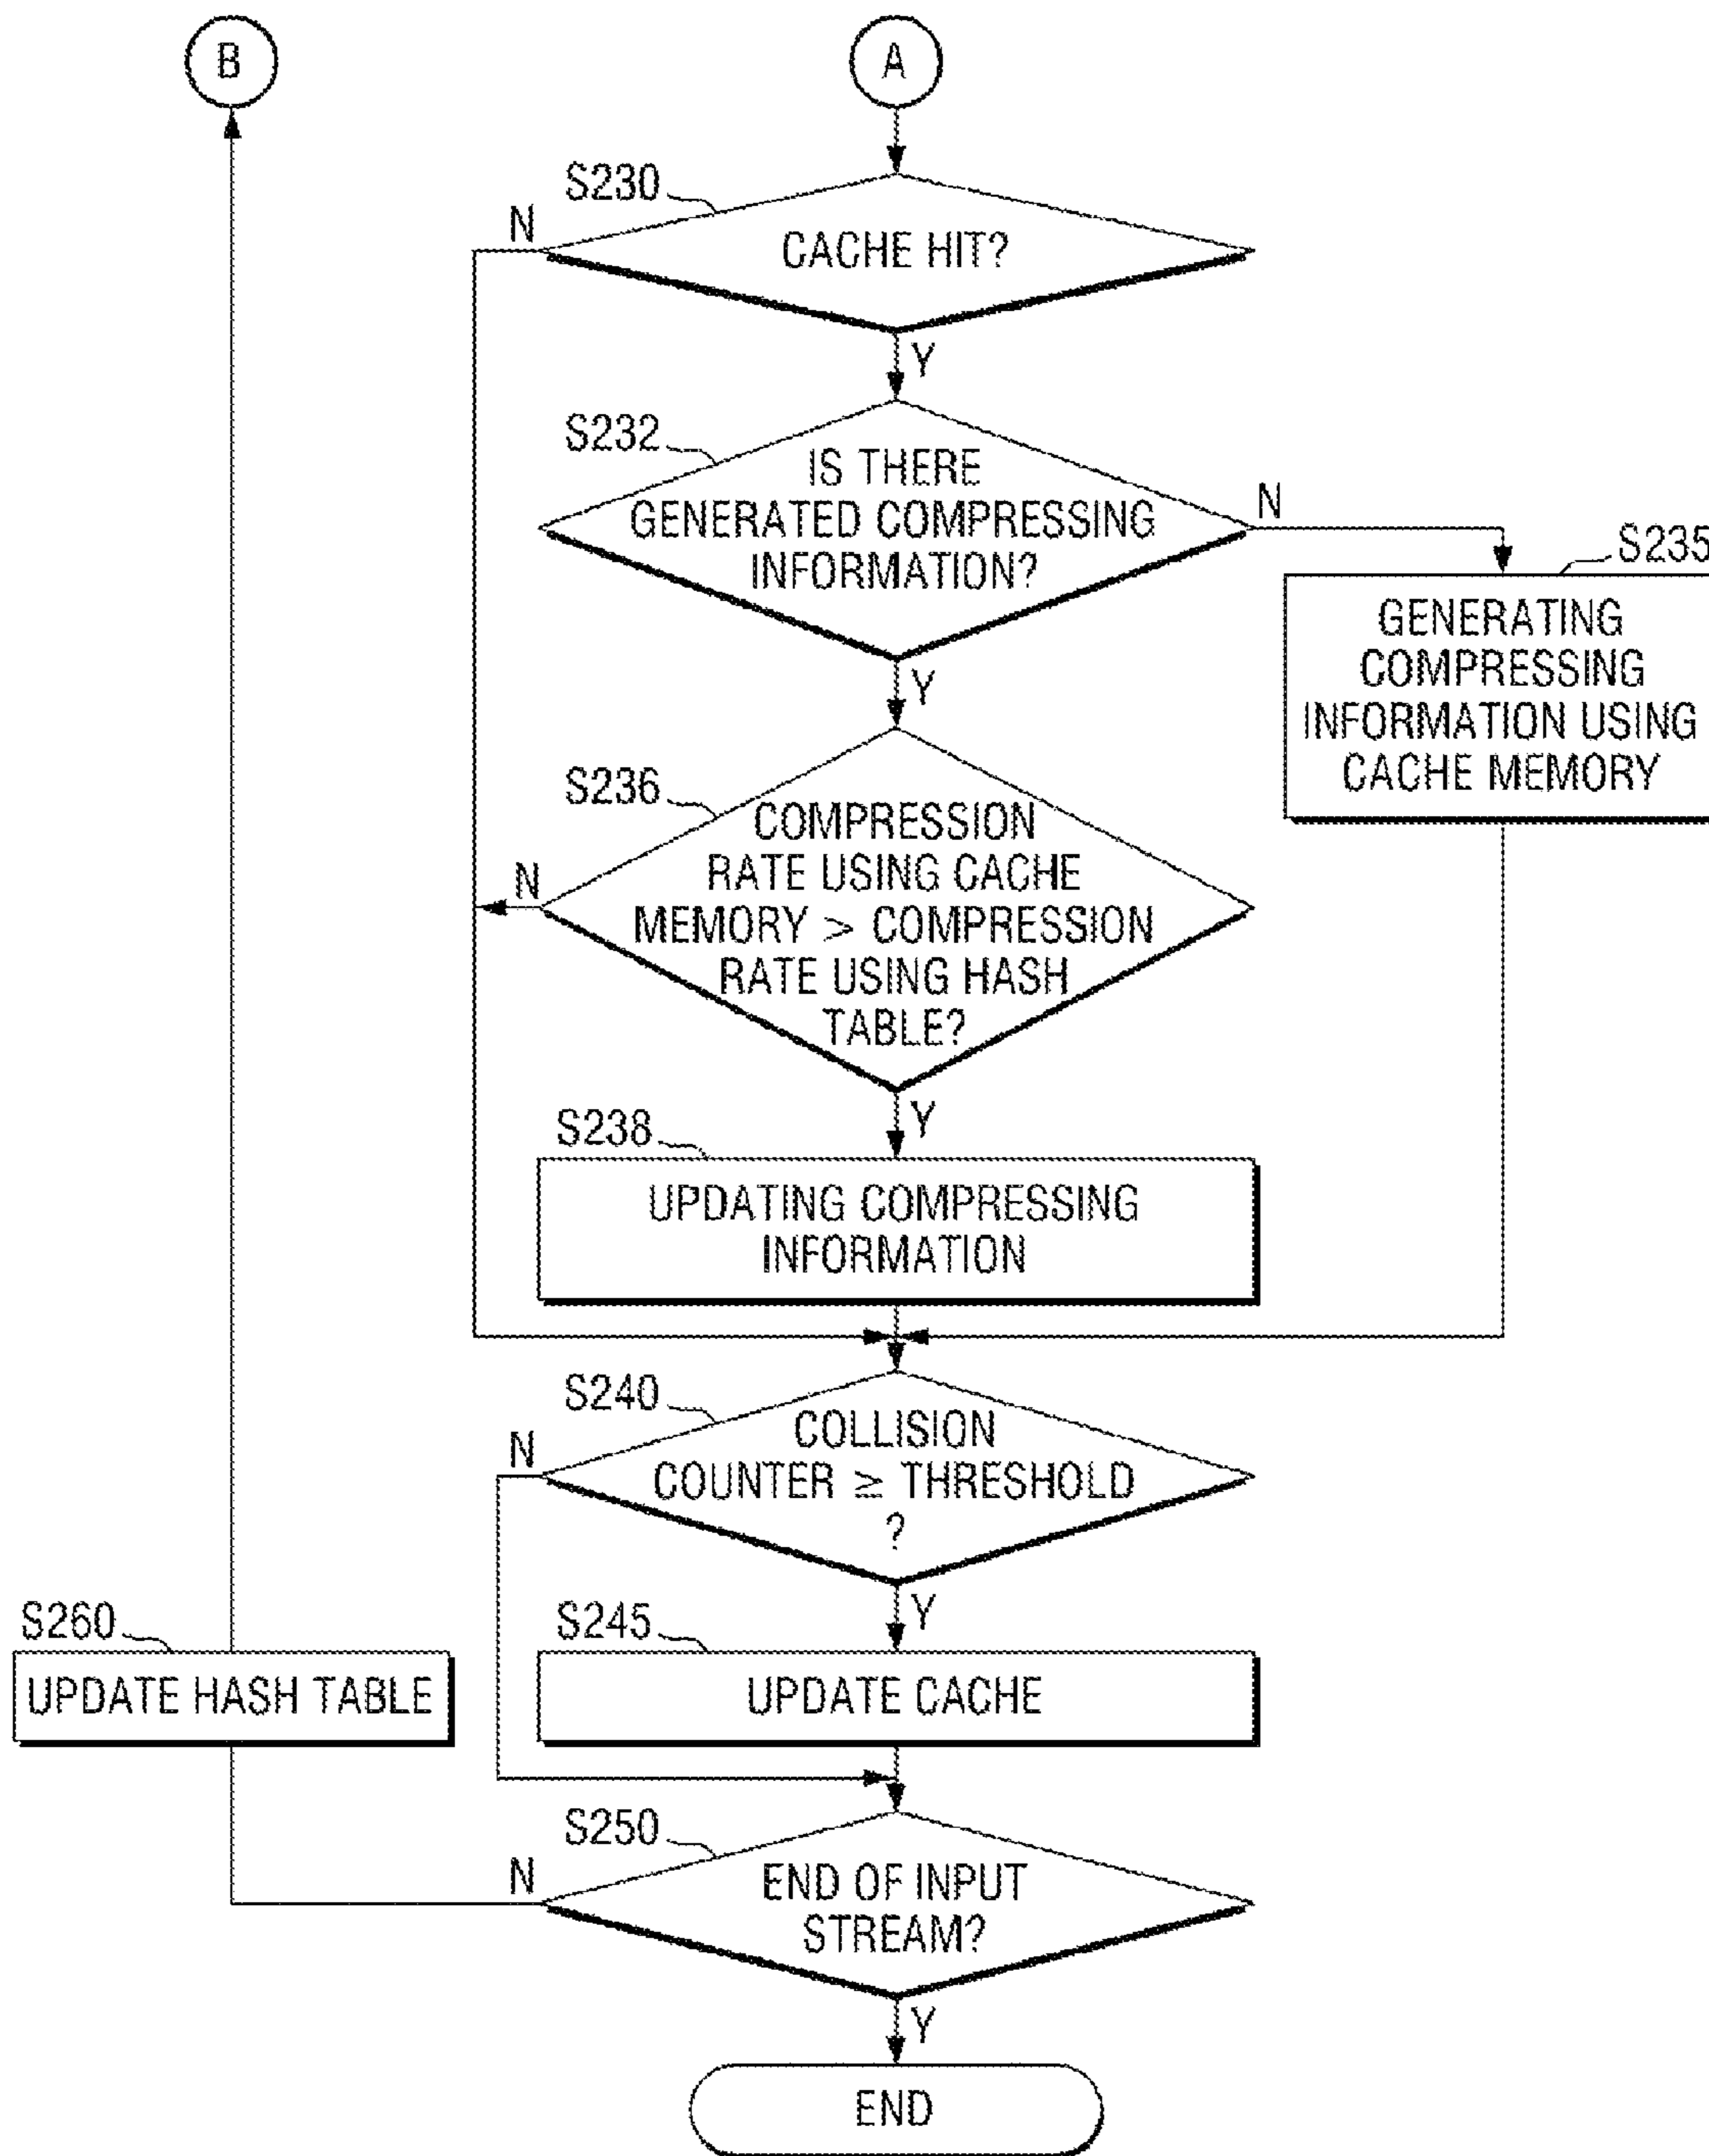 B
A
S230
N
CACHE HIT?
Y
S232
IS THERE
GENERATED COMPRESSING
INFORMATION?
N
S235
GENERATING
COMPRESSING
INFORMATION USING
CACHE MEMORY
Y
S236
COMPRESSION
RATE USING CACHE
MEMORY > COMPRESSION
RATE USING HASH
TABLE?
N
Y
S238
UPDATING COMPRESSING
INFORMATION
S240
COLLISION
COUNTER ≥ THRESHOLD
?
N
Y
S260
UPDATE HASH TABLE
S245
UPDATE CACHE
S250
N
END OF INPUT
STREAM?
Y
END